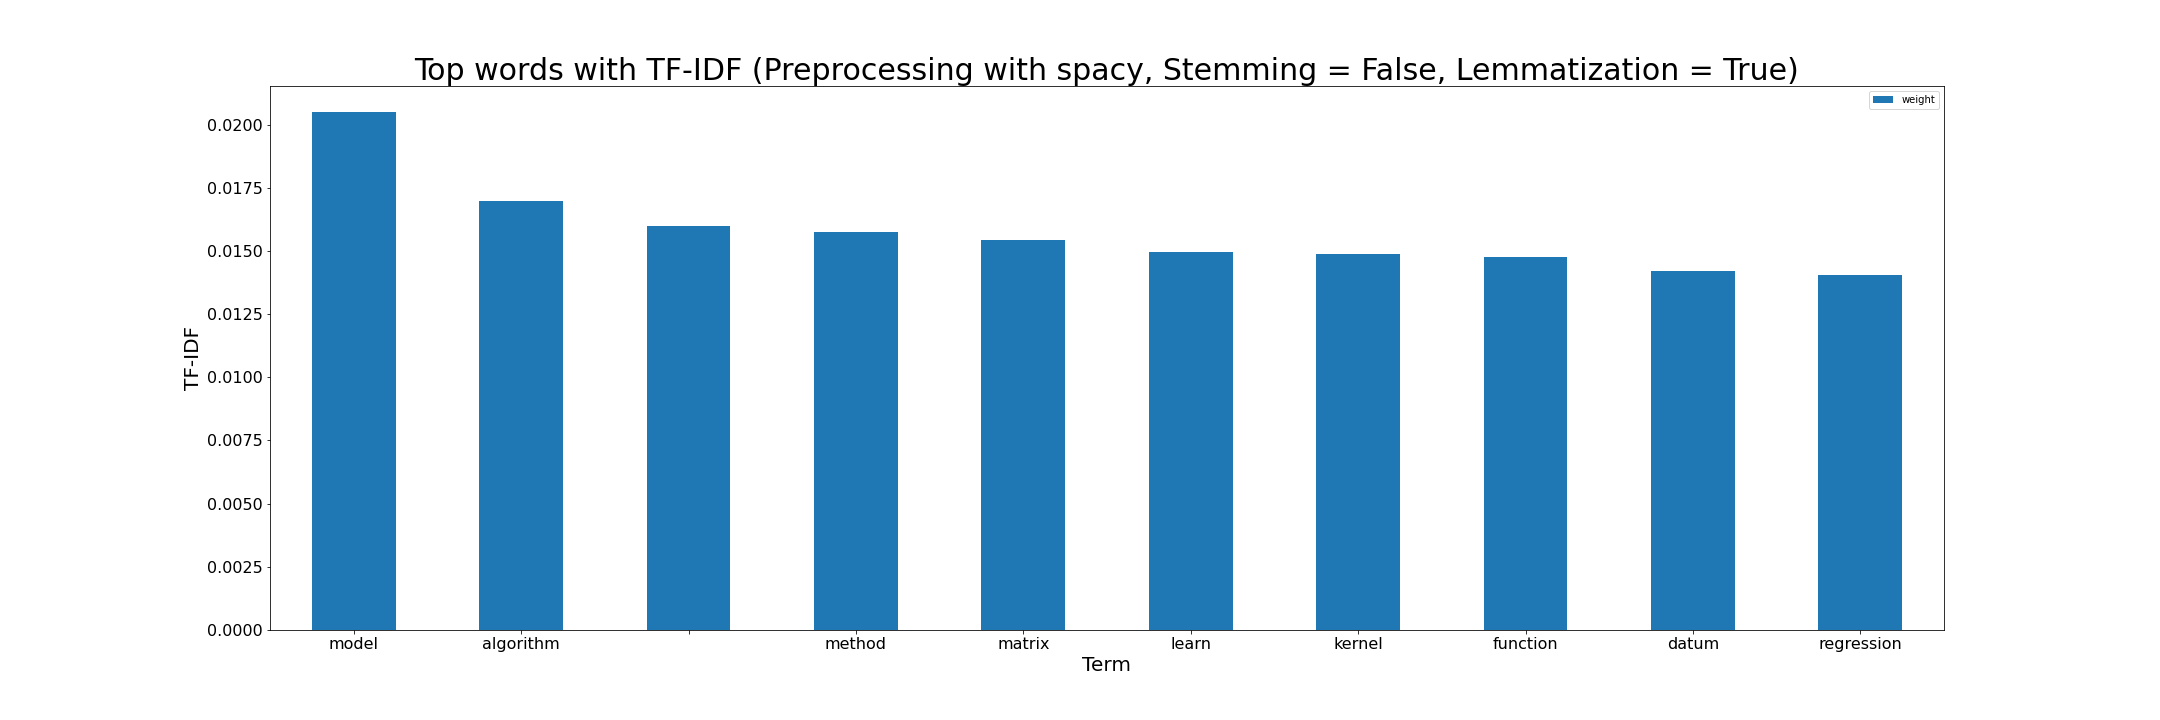 Top words with TF-IDF (Preprocessing with spacy, Stemming = False, Lemmatization = True)
weight
0.0200
0.0175
0.0150
0.0125
0.0100
0.0075
0.0050
0.0025
0.0000
TF-IDF
model algorithm method matrix learn kernel function datum regression
Term